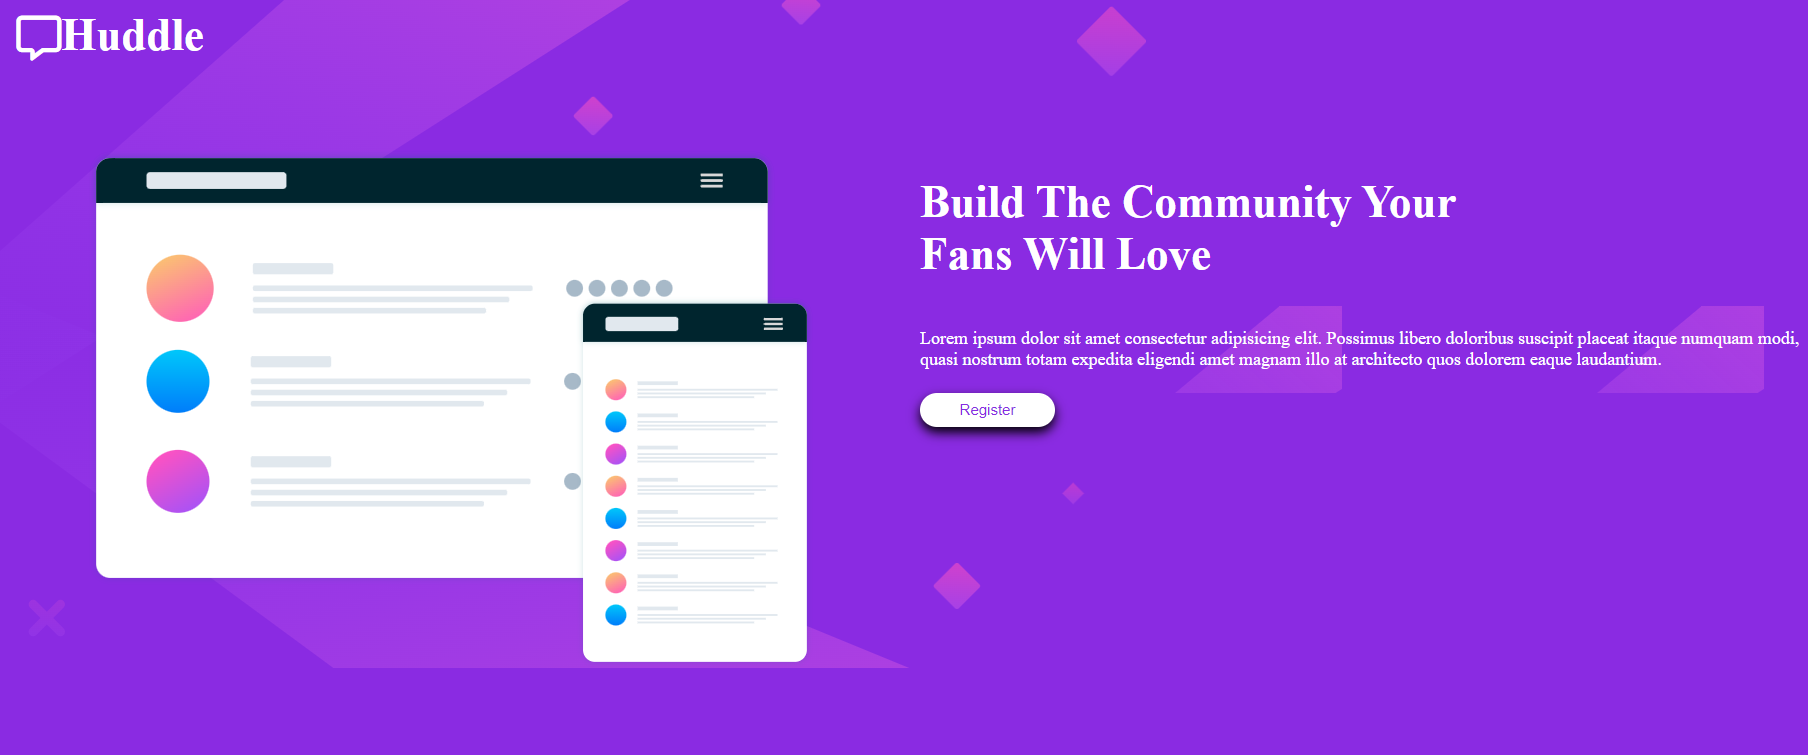 Huddle
Build The Community Your
Fans Will Love
Lorem ipsum dolor sit amet consectetur adipisicing elit. Possimus libero doloribus suscipit placeat itaque numquam modi,
quasi nostrum totam expedita eligendi amet magnam illo at architecto quos dolorem eaque laudantium.
Register